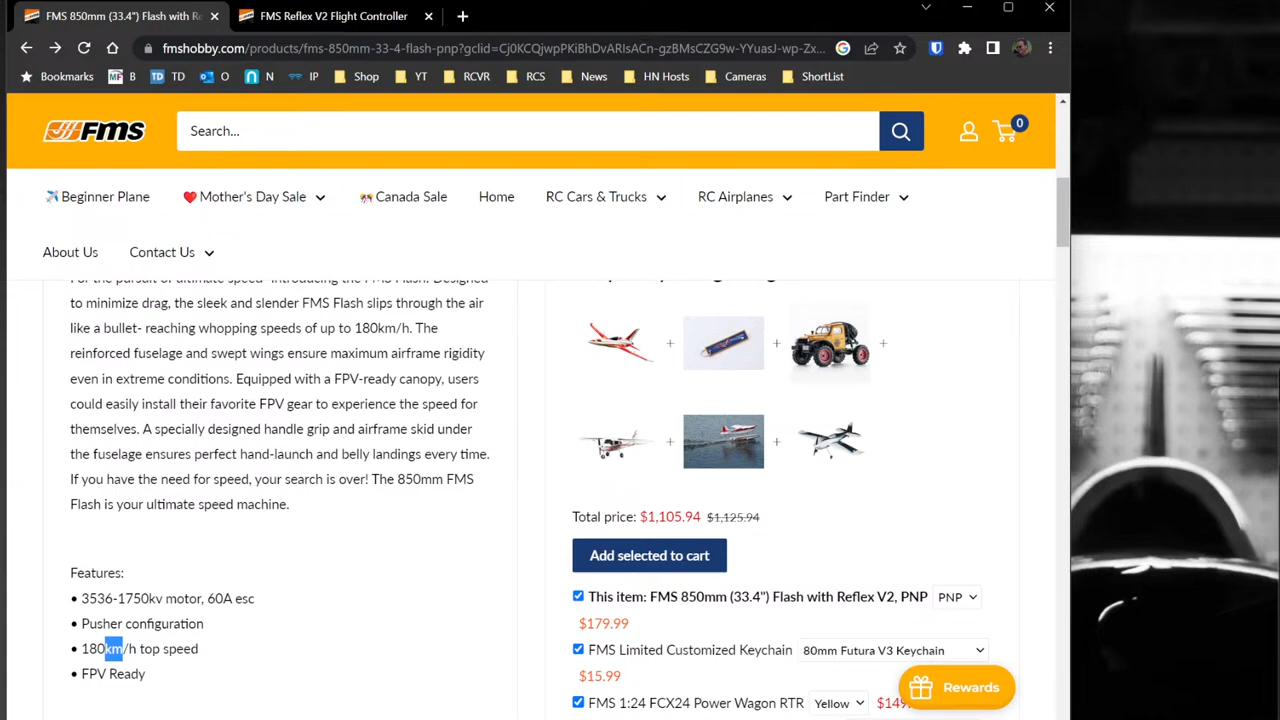 FMS 850mm (33.4") Flash with Re
FMS Reflex V2 Flight Controller
fmshobby.com/products/fms-850mm-33-4-flash-pnp?gclid=Cj0KCQjwpPKiBhDvARIsACn-gzBMsCZG9w-YYuasJ-wp-Zx...
Bookmarks B TD TD O N IP Shop YT RCVR RCS News HN Hosts Cameras ShortList
FMS
Search...
0
Beginner Plane Mother's Day Sale Canada Sale Home RC Cars & Trucks RC Airplanes Part Finder
About Us Contact Us
to minimize drag, the sleek and slender FMS Flash slips through the air
like a bullet- reaching whopping speeds of up to 180km/h. The
reinforced fuselage and swept wings ensure maximum airframe rigidity
even in extreme conditions. Equipped with a FPV-ready canopy, users
could easily install their favorite FPV gear to experience the speed for
themselves. A specially designed handle grip and airframe skid under
the fuselage ensures perfect hand-launch and belly landings every time.
If you have the need for speed, your search is over! The 850mm FMS
Flash is your ultimate speed machine.
Features:
• 3536-1750kv motor, 60A esc
• Pusher configuration
• 180km/h top speed
• FPV Ready
Total price: $1,105.94 $1,125.94
Add selected to cart
This item: FMS 850mm (33.4") Flash with Reflex V2, PNP PNP
$179.99
FMS Limited Customized Keychain 80mm Futura V3 Keychain
$15.99
FMS 1:24 FCX24 Power Wagon RTR Yellow
Rewards